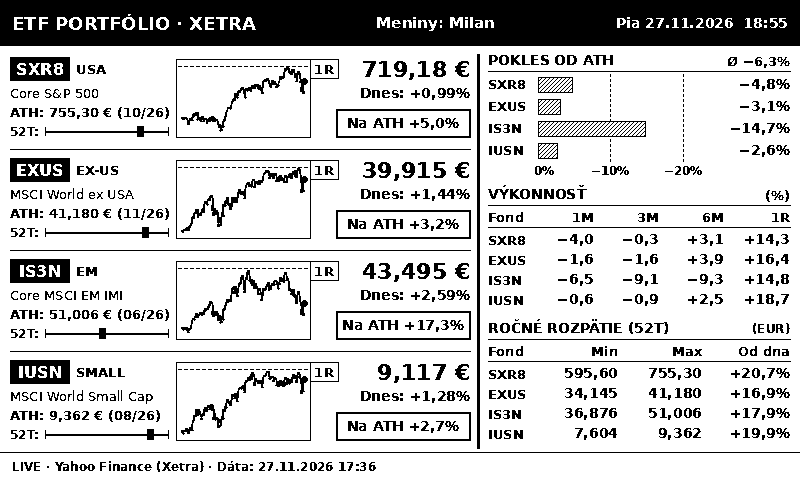 ETF PORTFÓLIO · XETRA Meniny: Milan Pia 27.11.2026 18:55
SXR8 USA
Core S&P 500
ATH: 755,30 € (10/26)
52T:
1R
719,18 €
Dnes: +0,99%
Na ATH +5,0%
EXUS EX-US
MSCI World ex USA
ATH: 41,180 € (11/26)
52T:
1R
39,915 €
Dnes: +1,44%
Na ATH +3,2%
IS3N EM
Core MSCI EM IMI
ATH: 51,006 € (06/26)
52T:
1R
43,495 €
Dnes: +2,59%
Na ATH +17,3%
IUSN SMALL
MSCI World Small Cap
ATH: 9,362 € (08/26)
52T:
1R
9,117 €
Dnes: +1,28%
Na ATH +2,7%
POKLES OD ATH Ø −6,3%
SXR8 −4,8%
EXUS −3,1%
IS3N −14,7%
IUSN −2,6%
0% −10% −20%
VÝKONNOSŤ (%)
Fond 1M 3M 6M 1R
SXR8 −4,0 −0,3 +3,1 +14,3
EXUS −1,6 −1,6 +3,9 +16,4
IS3N −6,5 −9,1 −9,3 +14,8
IUSN −0,6 −0,9 +2,5 +18,7
ROČNÉ ROZPÄTIE (52T) (EUR)
Fond Min Max Od dna
SXR8 595,60 755,30 +20,7%
EXUS 34,145 41,180 +16,9%
IS3N 36,876 51,006 +17,9%
IUSN 7,604 9,362 +19,9%
LIVE · Yahoo Finance (Xetra) · Dáta: 27.11.2026 17:36